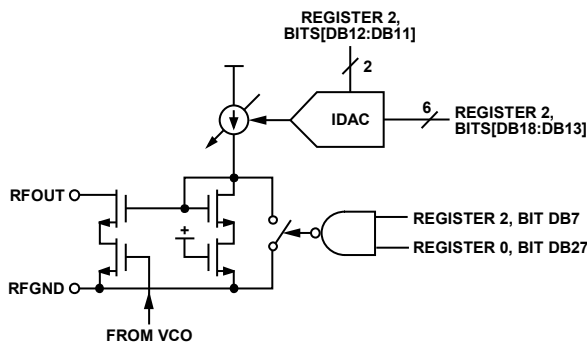 REGISTER 2,
BITS[DB12:DB11]
2
IDAC
6
REGISTER 2,
BITS[DB18:DB13]
RFOUT
+
REGISTER 2, BIT DB7
REGISTER 0, BIT DB27
RFGND
FROM VCO